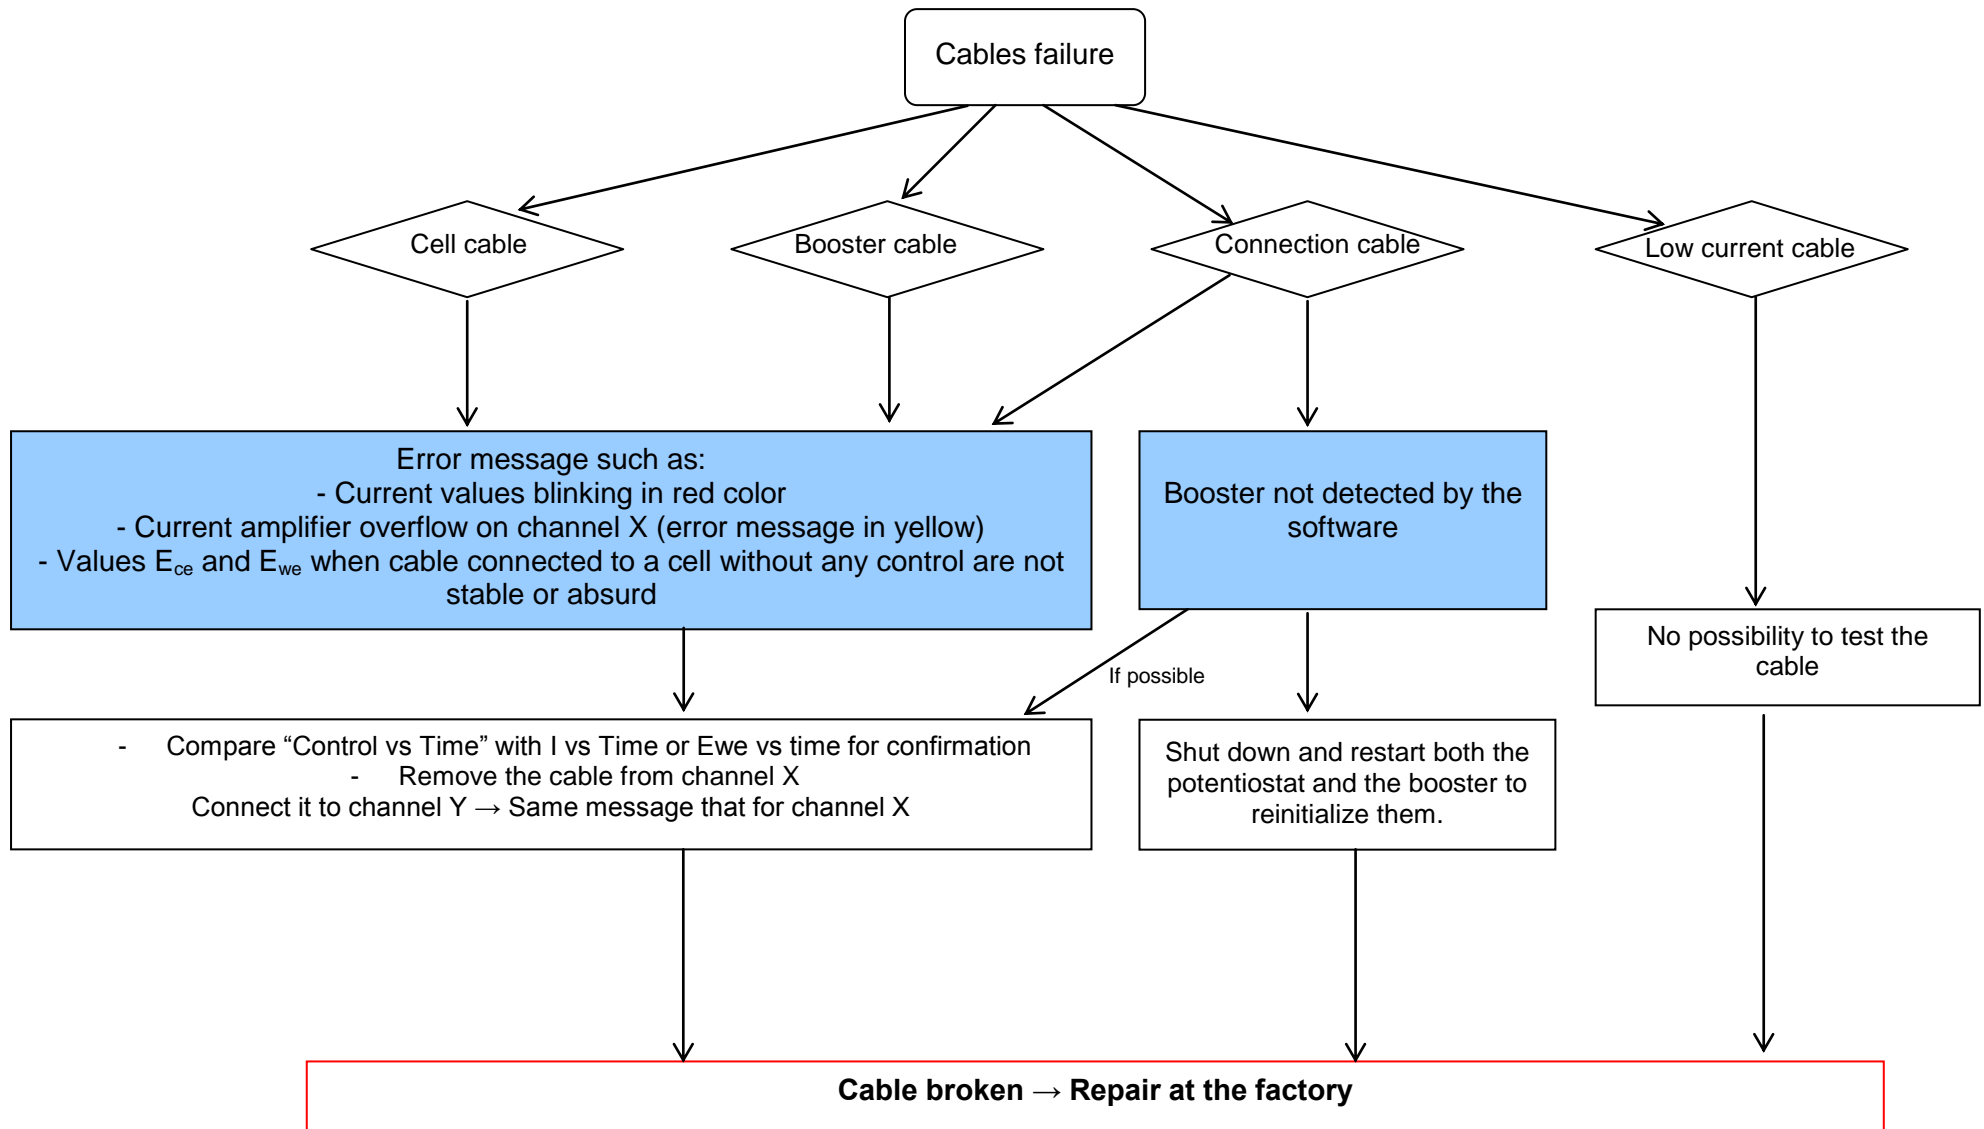 Cables failure
Cell cable
Booster cable
Connection cable
Low current cable
Error message such as:
- Current values blinking in red color
- Current amplifier overflow on channel X (error message in yellow)
- Values Ece and Ewe when cable connected to a cell without any control are not
stable or absurd
Booster not detected by the
software
No possibility to test the
cable
If possible
- Compare “Control vs Time” with I vs Time or Ewe vs time for confirmation
- Remove the cable from channel X
Connect it to channel Y → Same message that for channel X
Shut down and restart both the
potentiostat and the booster to
reinitialize them.
Cable broken → Repair at the factory